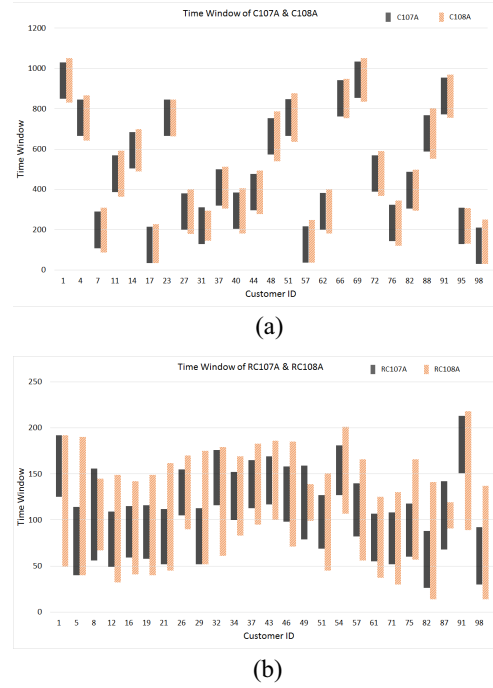 Time Window of C107A & C108A
C107A C108A
1200
1000
800
600
400
200
0
Time Window
1 4 7 11 14 17 23 27 31 37 40 44 48 51 57 62 66 69 72 76 82 88 91 95 98
Customer ID
(a)
Time Window of RC107A & RC108A
RC107A RC108A
250
200
150
100
50
0
Time Window
1 5 8 12 16 19 21 26 29 32 34 37 43 46 49 51 54 57 61 71 75 82 87 91 98
Customer ID
(b)